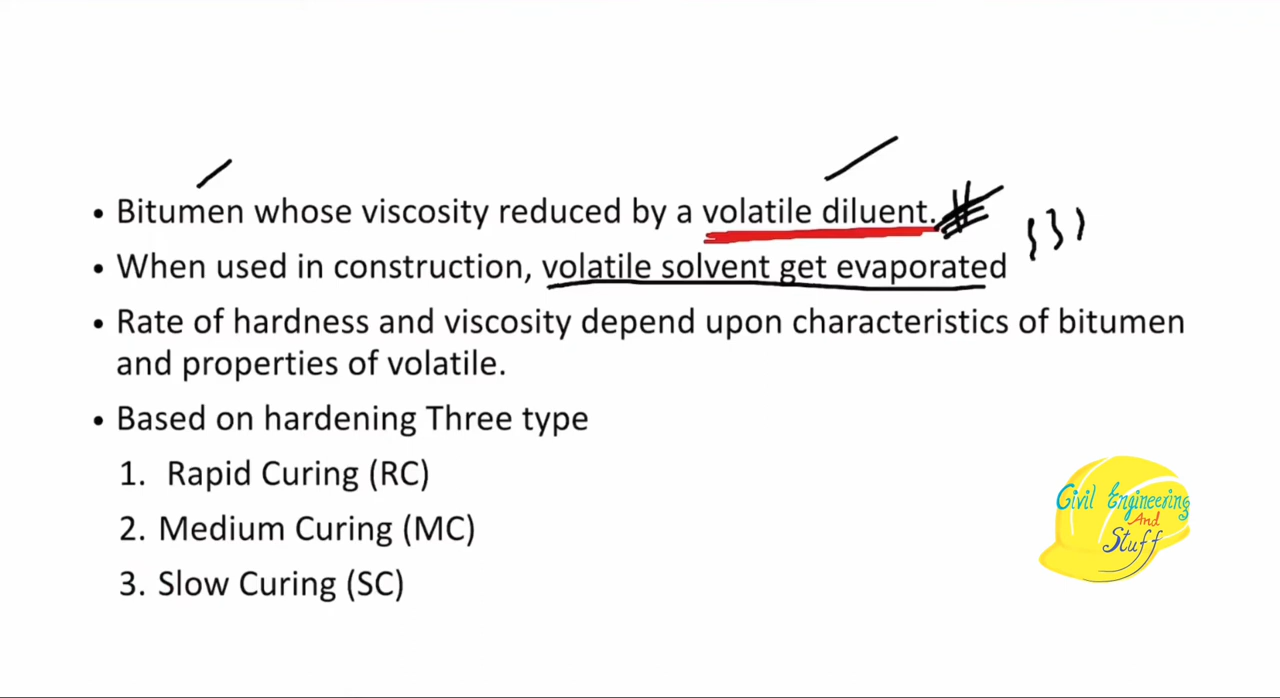 • Bitumen whose viscosity reduced by a volatile diluent.
• When used in construction, volatile solvent get evaporated
• Rate of hardness and viscosity depend upon characteristics of bitumen
and properties of volatile.
• Based on hardening Three type
1. Rapid Curing (RC)
2. Medium Curing (MC)
3. Slow Curing (SC)
Civil Engineering
And
Stuff